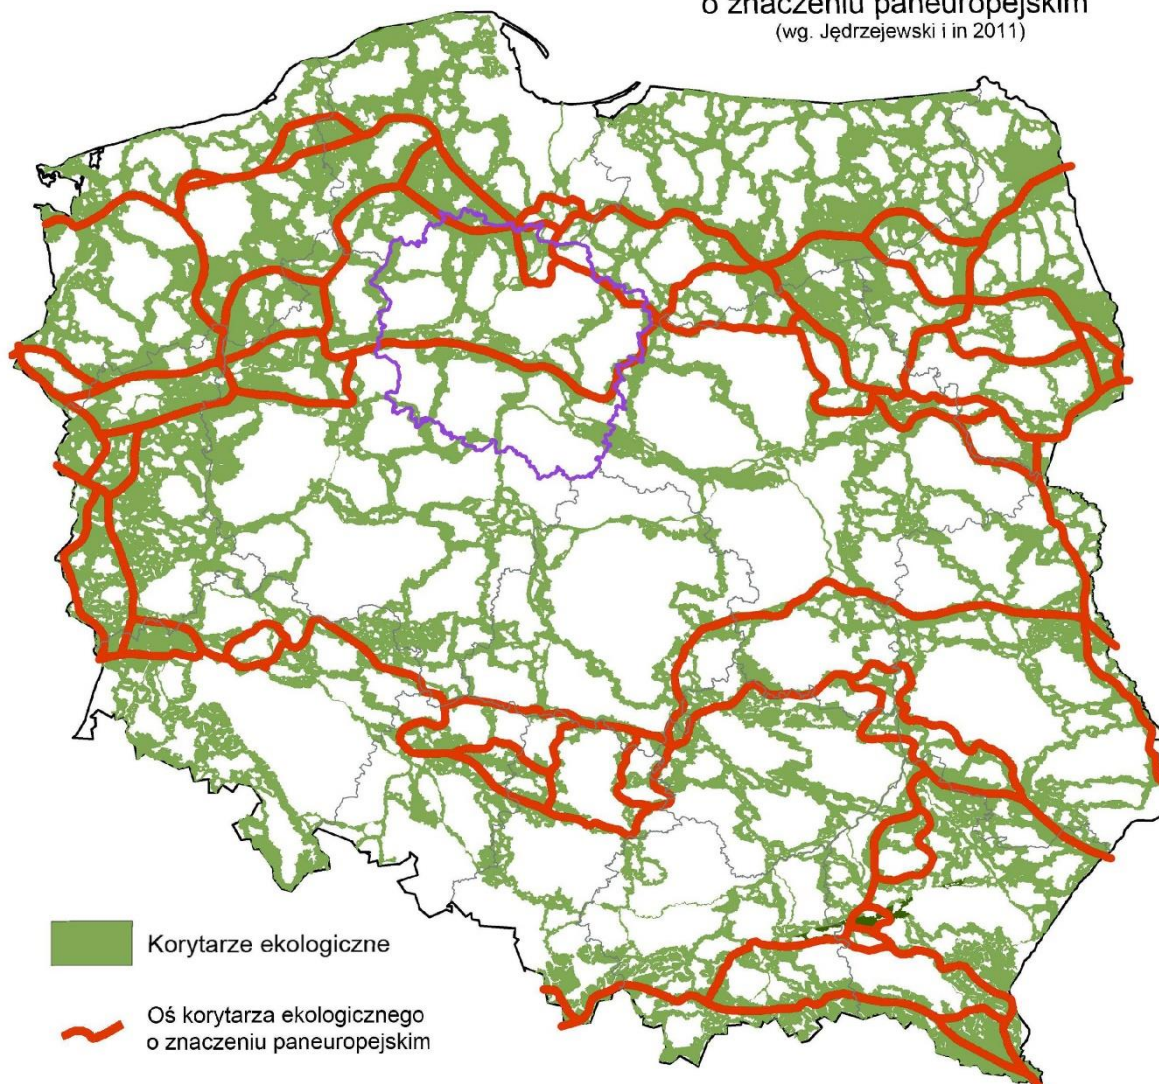 o znaczeniu paneuropejskim
(wg. Jędrzejewski i in 2011)
Korytarze ekologiczne
Oś korytarza ekologicznego
o znaczeniu paneuropejskim